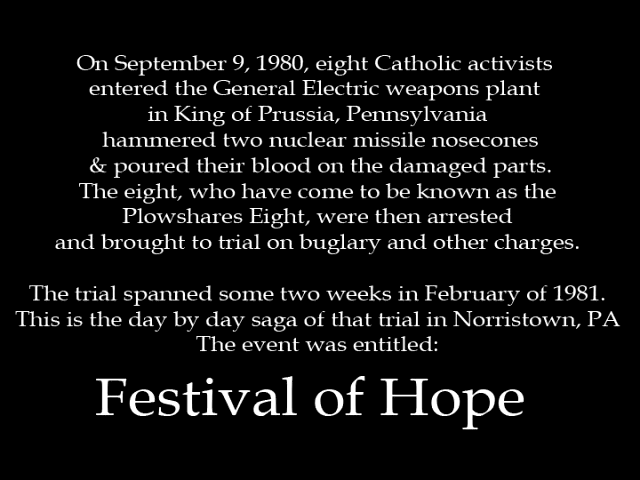 On September 9, 1980, eight Catholic activists
entered the General Electric weapons plant
in King of Prussia, Pennsylvania
hammered two nuclear missile nosecones
& poured their blood on the damaged parts.
The eight, who have come to be known as the
Plowshares Eight, were then arrested
and brought to trial on buglary and other charges.
The trial spanned some two weeks in February of 1981.
This is the day by day saga of that trial in Norristown, PA
The event was entitled:
Festival of Hope